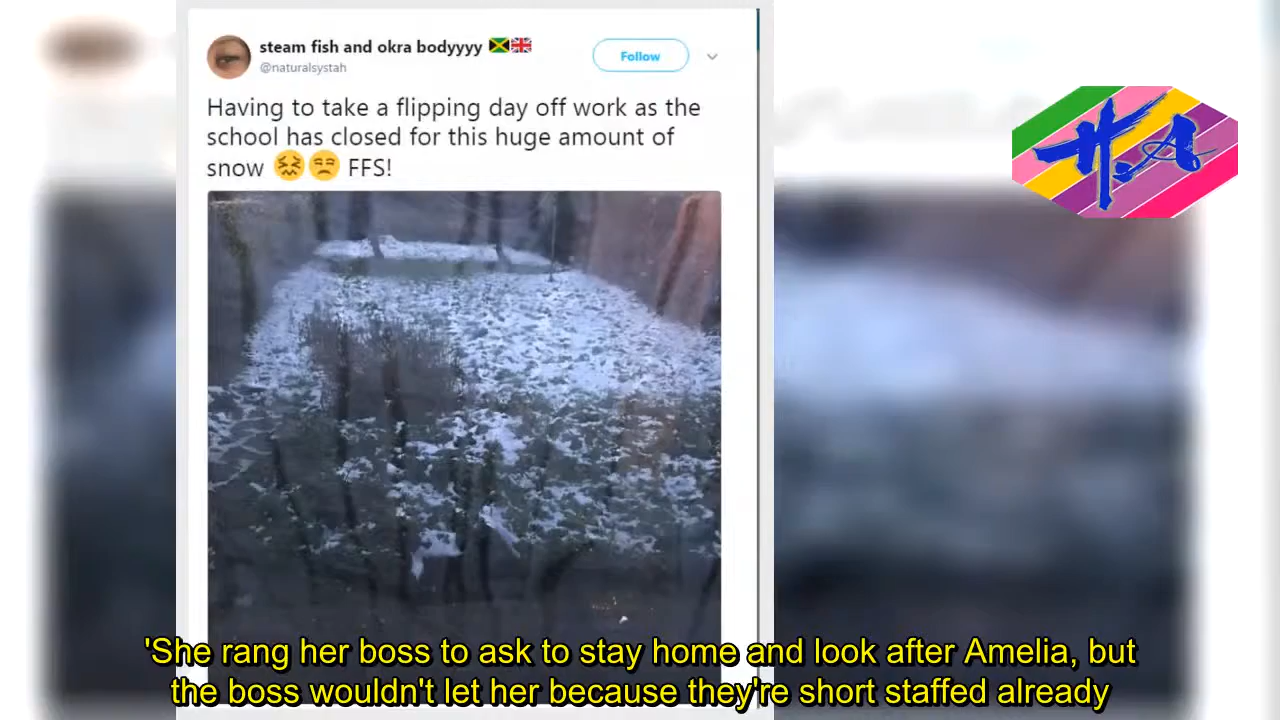 steam fish and okra bodyyyy 🇯🇲🇬🇧
@naturalsystah
Follow
Having to take a flipping day off work as the
school has closed for this huge amount of
snow 😖😒 FFS!
H.A
'She rang her boss to ask to stay home and look after Amelia, but
the boss wouldn't let her because they're short staffed already